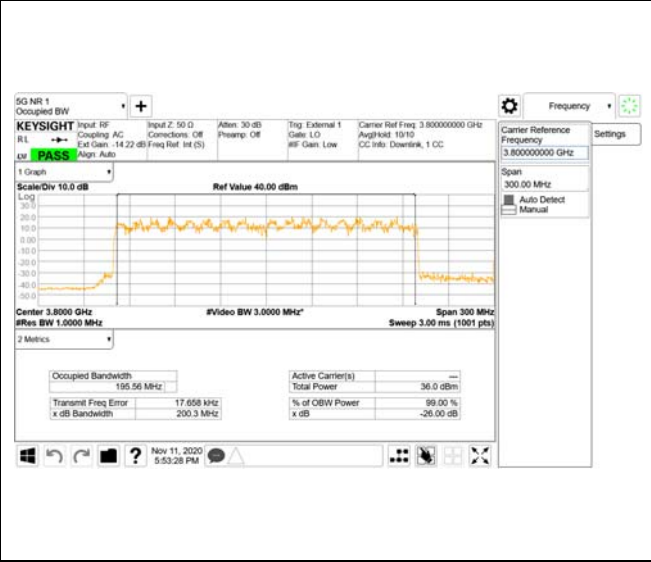 5G NR 1
Occupied BW
Frequency
KEYSIGHT
R L
LV PASS
Input: RF
Coupling: AC
Ext Gain: -14.22 dB
Align: Auto
Input Z: 50 Ω
Corrections: Off
Freq Ref: Int (S)
Atten: 30 dB
Preamp: Off
Trig: External 1
Gate: LO
#IF Gain: Low
Carrier Ref Freq: 3.800000000 GHz
Avg|Hold: 10/10
CC Info: Downlink, 1 CC
Carrier Reference
Frequency
3.800000000 GHz
Settings
Span
300.00 MHz
Auto Detect
Manual
1 Graph
Scale/Div 10.0 dB
Ref Value 40.00 dBm
Log
30.0
20.0
10.0
0.00
-10.0
-20.0
-30.0
-40.0
-50.0
Center 3.8000 GHz
#Video BW 3.0000 MHz*
Span 300 MHz
#Res BW 1.0000 MHz
Sweep 3.00 ms (1001 pts)
2 Metrics
Occupied Bandwidth
195.56 MHz
Transmit Freq Error 17.658 kHz
x dB Bandwidth 200.3 MHz
Active Carrier(s) —
Total Power 36.0 dBm
% of OBW Power 99.00 %
x dB -26.00 dB
?
Nov 11, 2020
5:53:28 PM